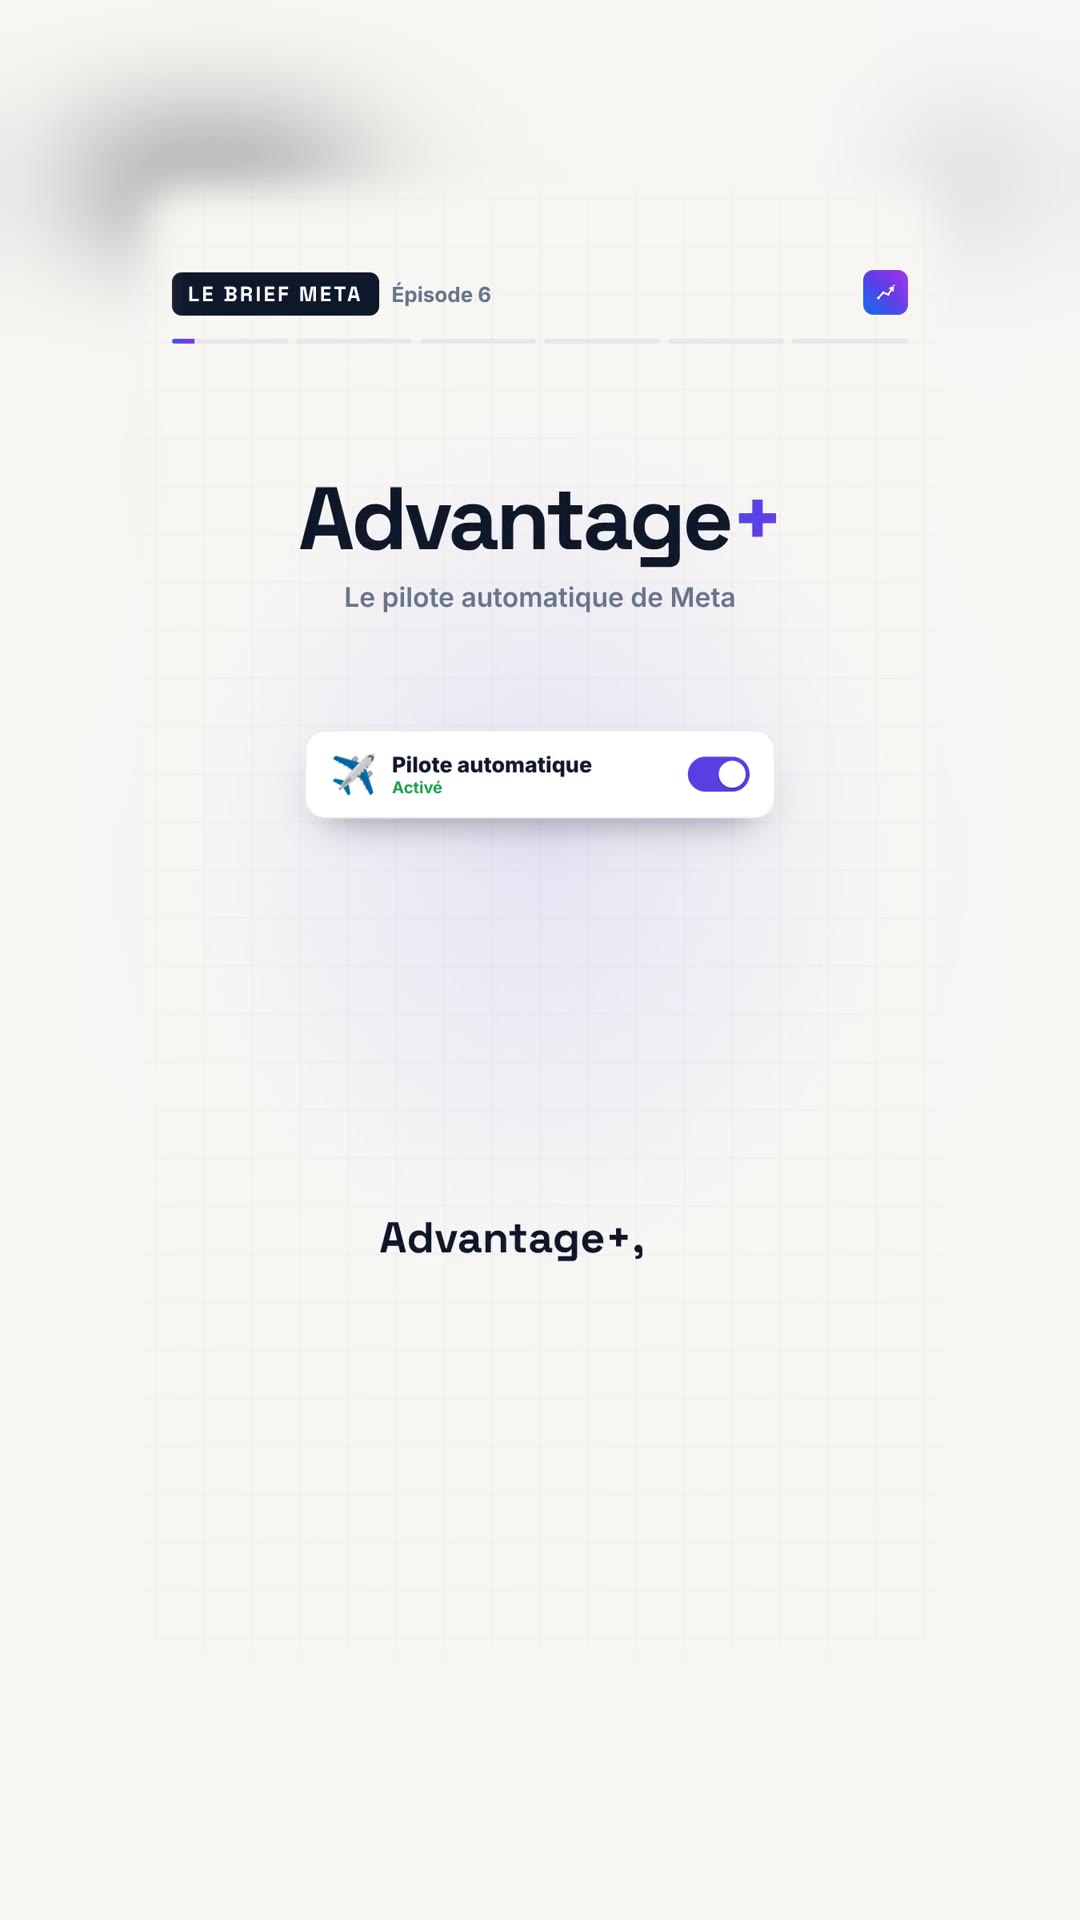 LE BRIEF META Épisode 6
Advantage+
Le pilote automatique de Meta
Pilote automatique
Activé
Advantage+,